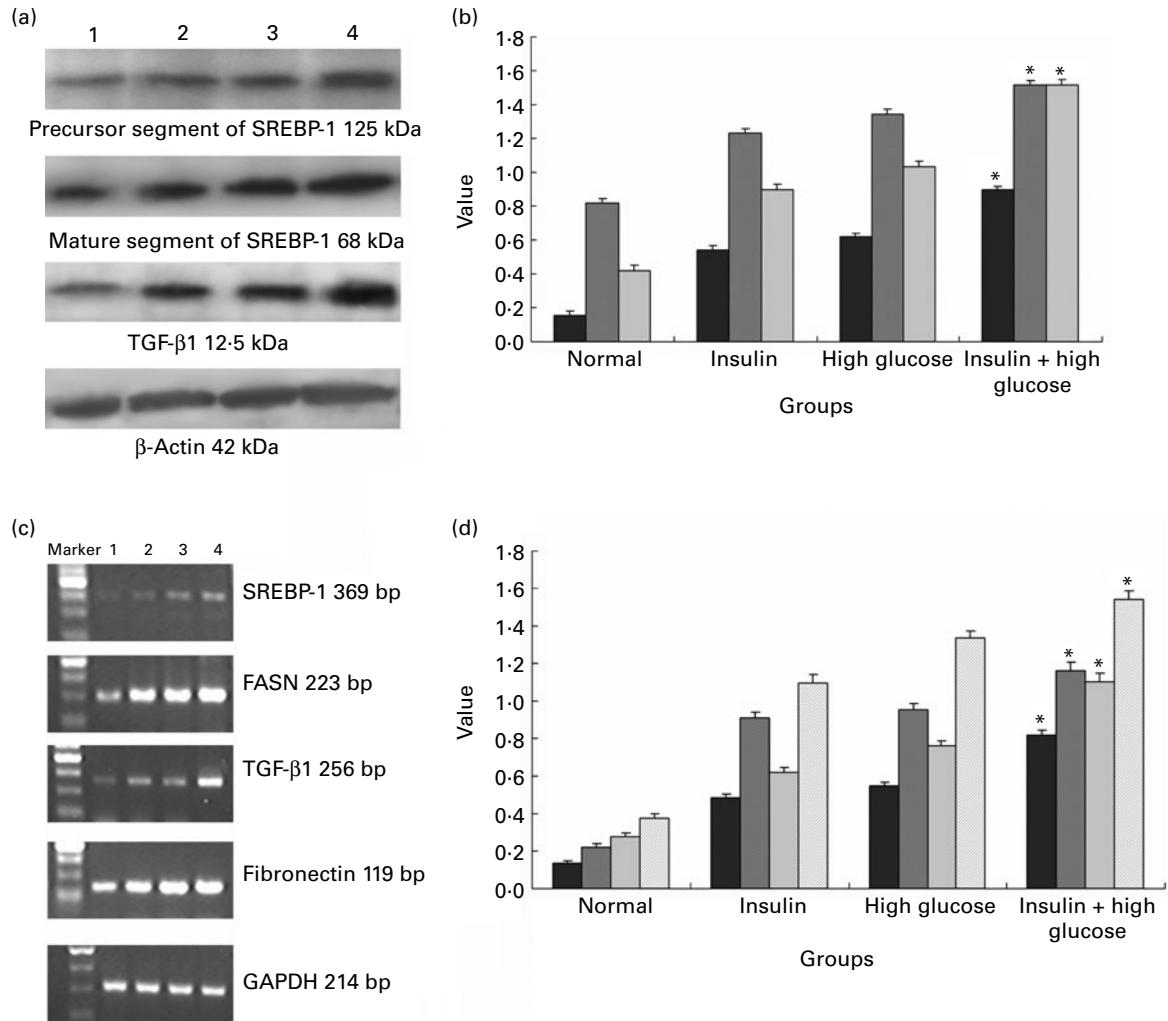 (a)
1 2 3 4
Precursor segment of SREBP-1 125 kDa
Mature segment of SREBP-1 68 kDa
TGF-β1 12·5 kDa
β-Actin 42 kDa
(b)
1·8
1·6
1·4
1·2
1·0
0·8
0·6
0·4
0·2
0·0
Value
* * *
Normal Insulin High glucose Insulin + high
glucose
Groups
(c)
Marker 1 2 3 4
SREBP-1 369 bp
FASN 223 bp
TGF-β1 256 bp
Fibronectin 119 bp
GAPDH 214 bp
(d)
1·8
1·6
1·4
1·2
1·0
0·8
0·6
0·4
0·2
0·0
Value
* * * *
Normal Insulin High glucose Insulin + high
glucose
Groups